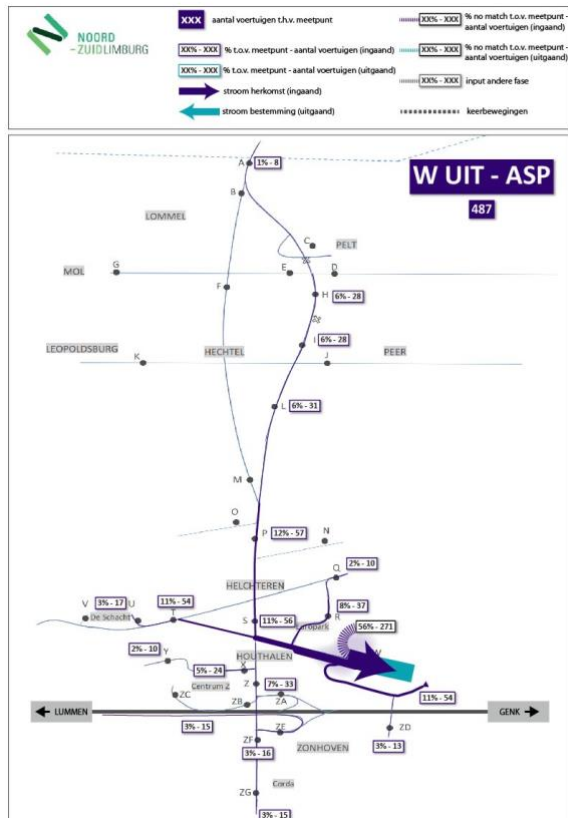 NOORD
-ZUIDLIMBURG
XXX aantal voertuigen t.h.v. meetpunt
XX% - XXX % t.o.v. meetpunt - aantal voertuigen (ingaand)
XX% - XXX % t.o.v. meetpunt - aantal voertuigen (uitgaand)
stroom herkomst (ingaand)
stroom bestemming (uitgaand)
XX% - XXX % no match t.o.v. meetpunt - aantal voertuigen (ingaand)
XX% - XXX % no match t.o.v. meetpunt - aantal voertuigen (uitgaand)
XX% - XXX input andere fase
keerbewegingen
W UIT - ASP
487
A 1% - 8
B
LOMMEL
C PELT
MOL G E D
F H 6% - 28
I 6% - 28
LEOPOLDSBURG HECHTEL PEER
K J
L 6% - 31
M
O
P 12% - 57 N
2% - 10
Q
HELCHTEREN
V 3% - 17 U 11% - 54 8% - 37
De Schacht T S 11% - 56 R
Europark 56% - 271
2% - 10 Y HOUTHALEN W
5% - 24 X
Centrum Z Z 7% - 33
ZC ZB ZA 11% - 54
LUMMEN GENK
3% - 15 ZE ZD
ZF ZONHOVEN 3% - 13
3% - 16
Corda
ZG
3% - 15